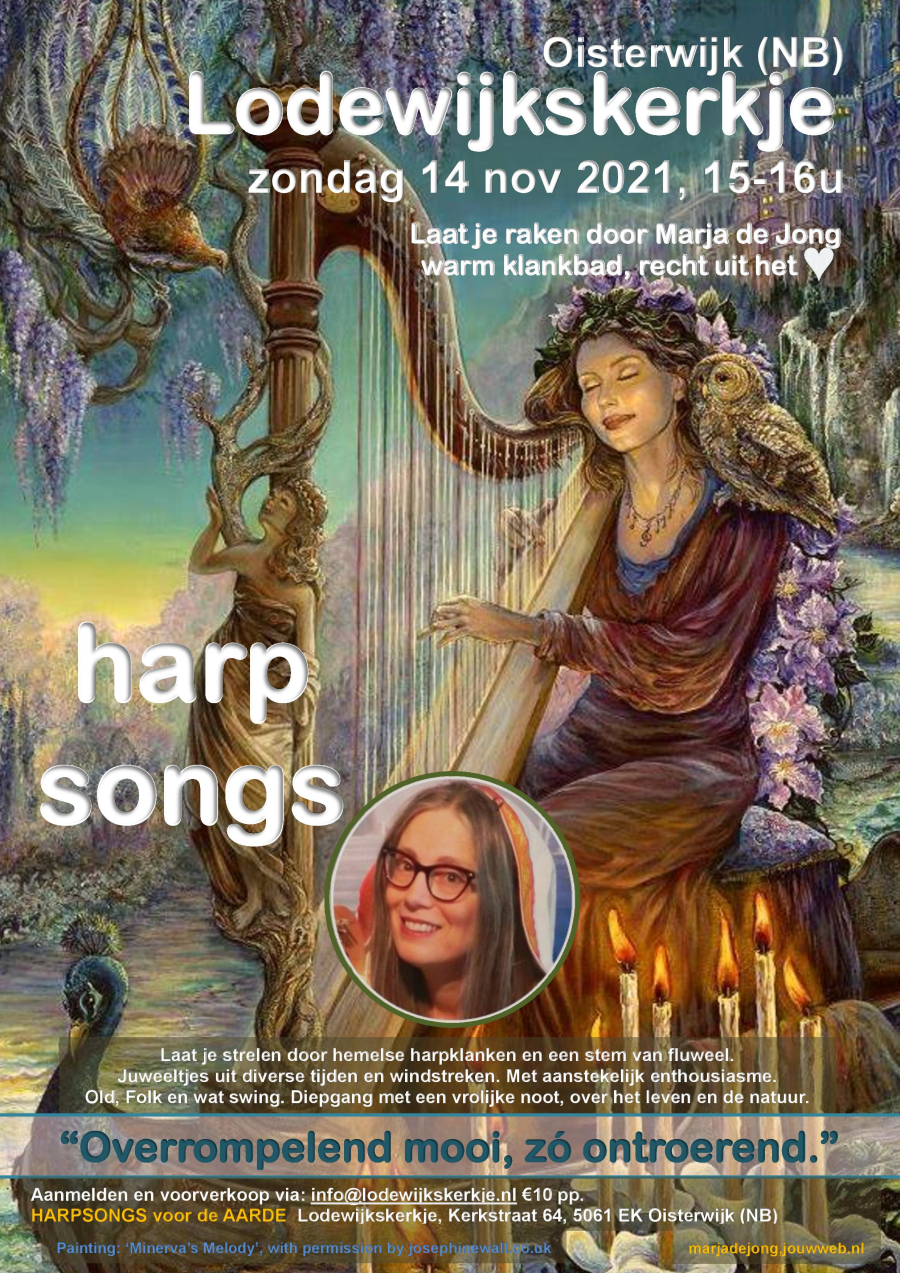 Oisterwijk (NB)
Lodewijkskerkje
zondag 14 nov 2021, 15-16u
Laat je raken door Marja de Jong
warm klankbad, recht uit het ♥
harp
songs
Laat je strelen door hemelse harpklanken en een stem van fluweel.
Juweeltjes uit diverse tijden en windstreken. Met aanstekelijk enthousiasme.
Old, Folk en wat swing. Diepgang met een vrolijke noot, over het leven en de natuur.
“Overrompelend mooi, zó ontroerend.”
Aanmelden en voorverkoop via: info@lodewijkskerkje.nl €10 pp.
HARPSONGS voor de AARDE Lodewijkskerkje, Kerkstraat 64, 5061 EK Oisterwijk (NB)
Painting: ‘Minerva’s Melody’, with permission by josephinewall.co.uk
marjadejong.jouwweb.nl